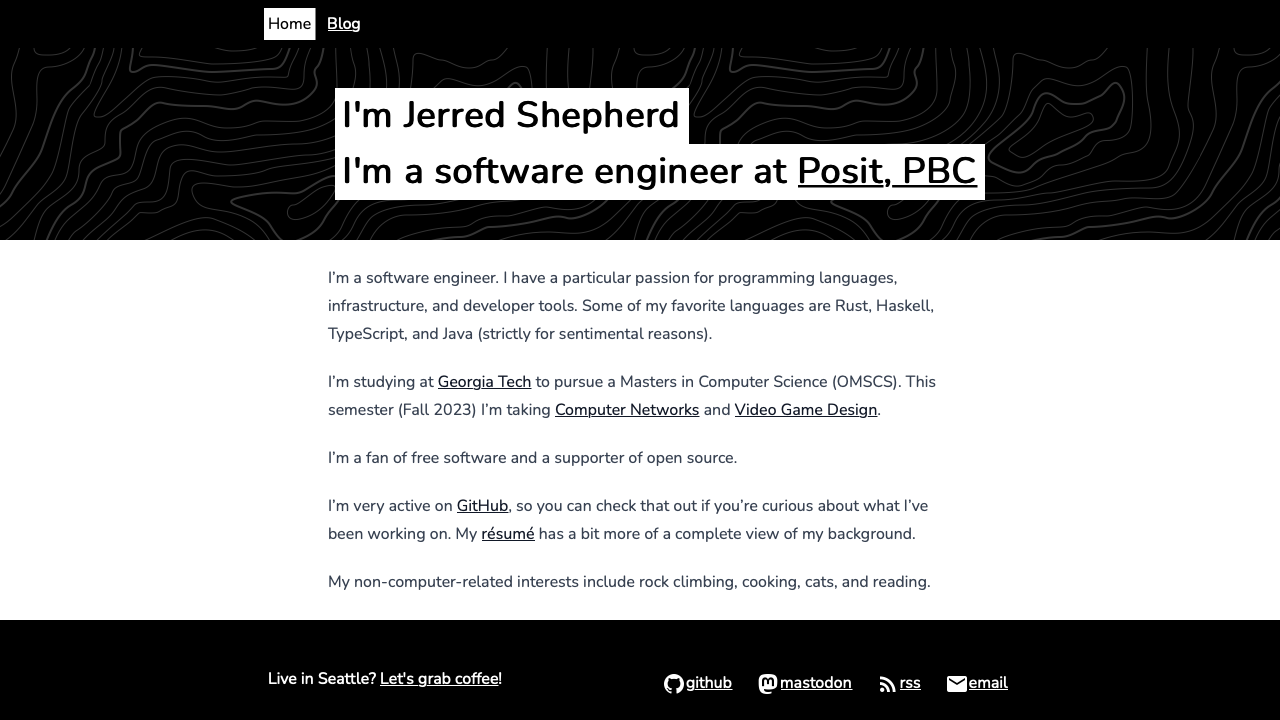 Home Blog
I'm Jerred Shepherd
I'm a software engineer at Posit, PBC
I’m a software engineer. I have a particular passion for programming languages,
infrastructure, and developer tools. Some of my favorite languages are Rust, Haskell,
TypeScript, and Java (strictly for sentimental reasons).
I’m studying at Georgia Tech to pursue a Masters in Computer Science (OMSCS). This
semester (Fall 2023) I’m taking Computer Networks and Video Game Design.
I’m a fan of free software and a supporter of open source.
I’m very active on GitHub, so you can check that out if you’re curious about what I’ve
been working on. My résumé has a bit more of a complete view of my background.
My non-computer-related interests include rock climbing, cooking, cats, and reading.
Live in Seattle? Let's grab coffee!
github mastodon rss email